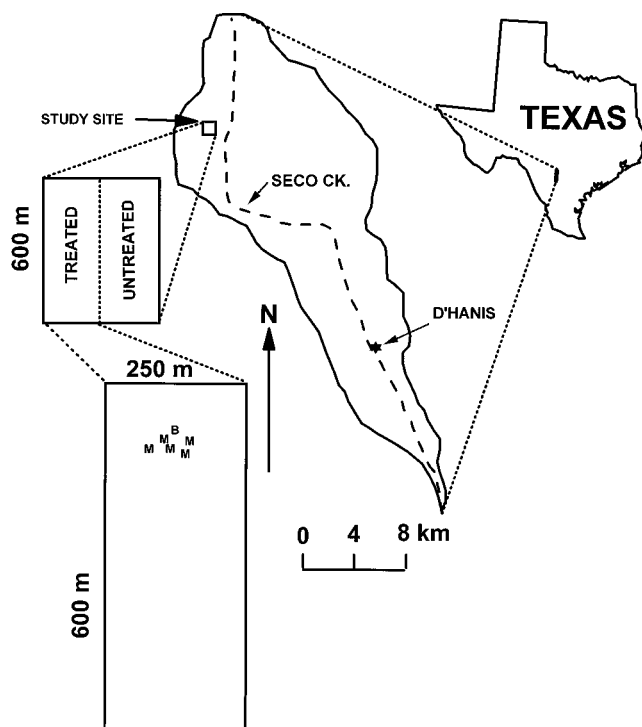 TEXAS
STUDY SITE
SECO CK.
600 m
TREATED
UNTREATED
D'HANIS
N
250 m
B
M M
M M M
0 4 8 km
600 m